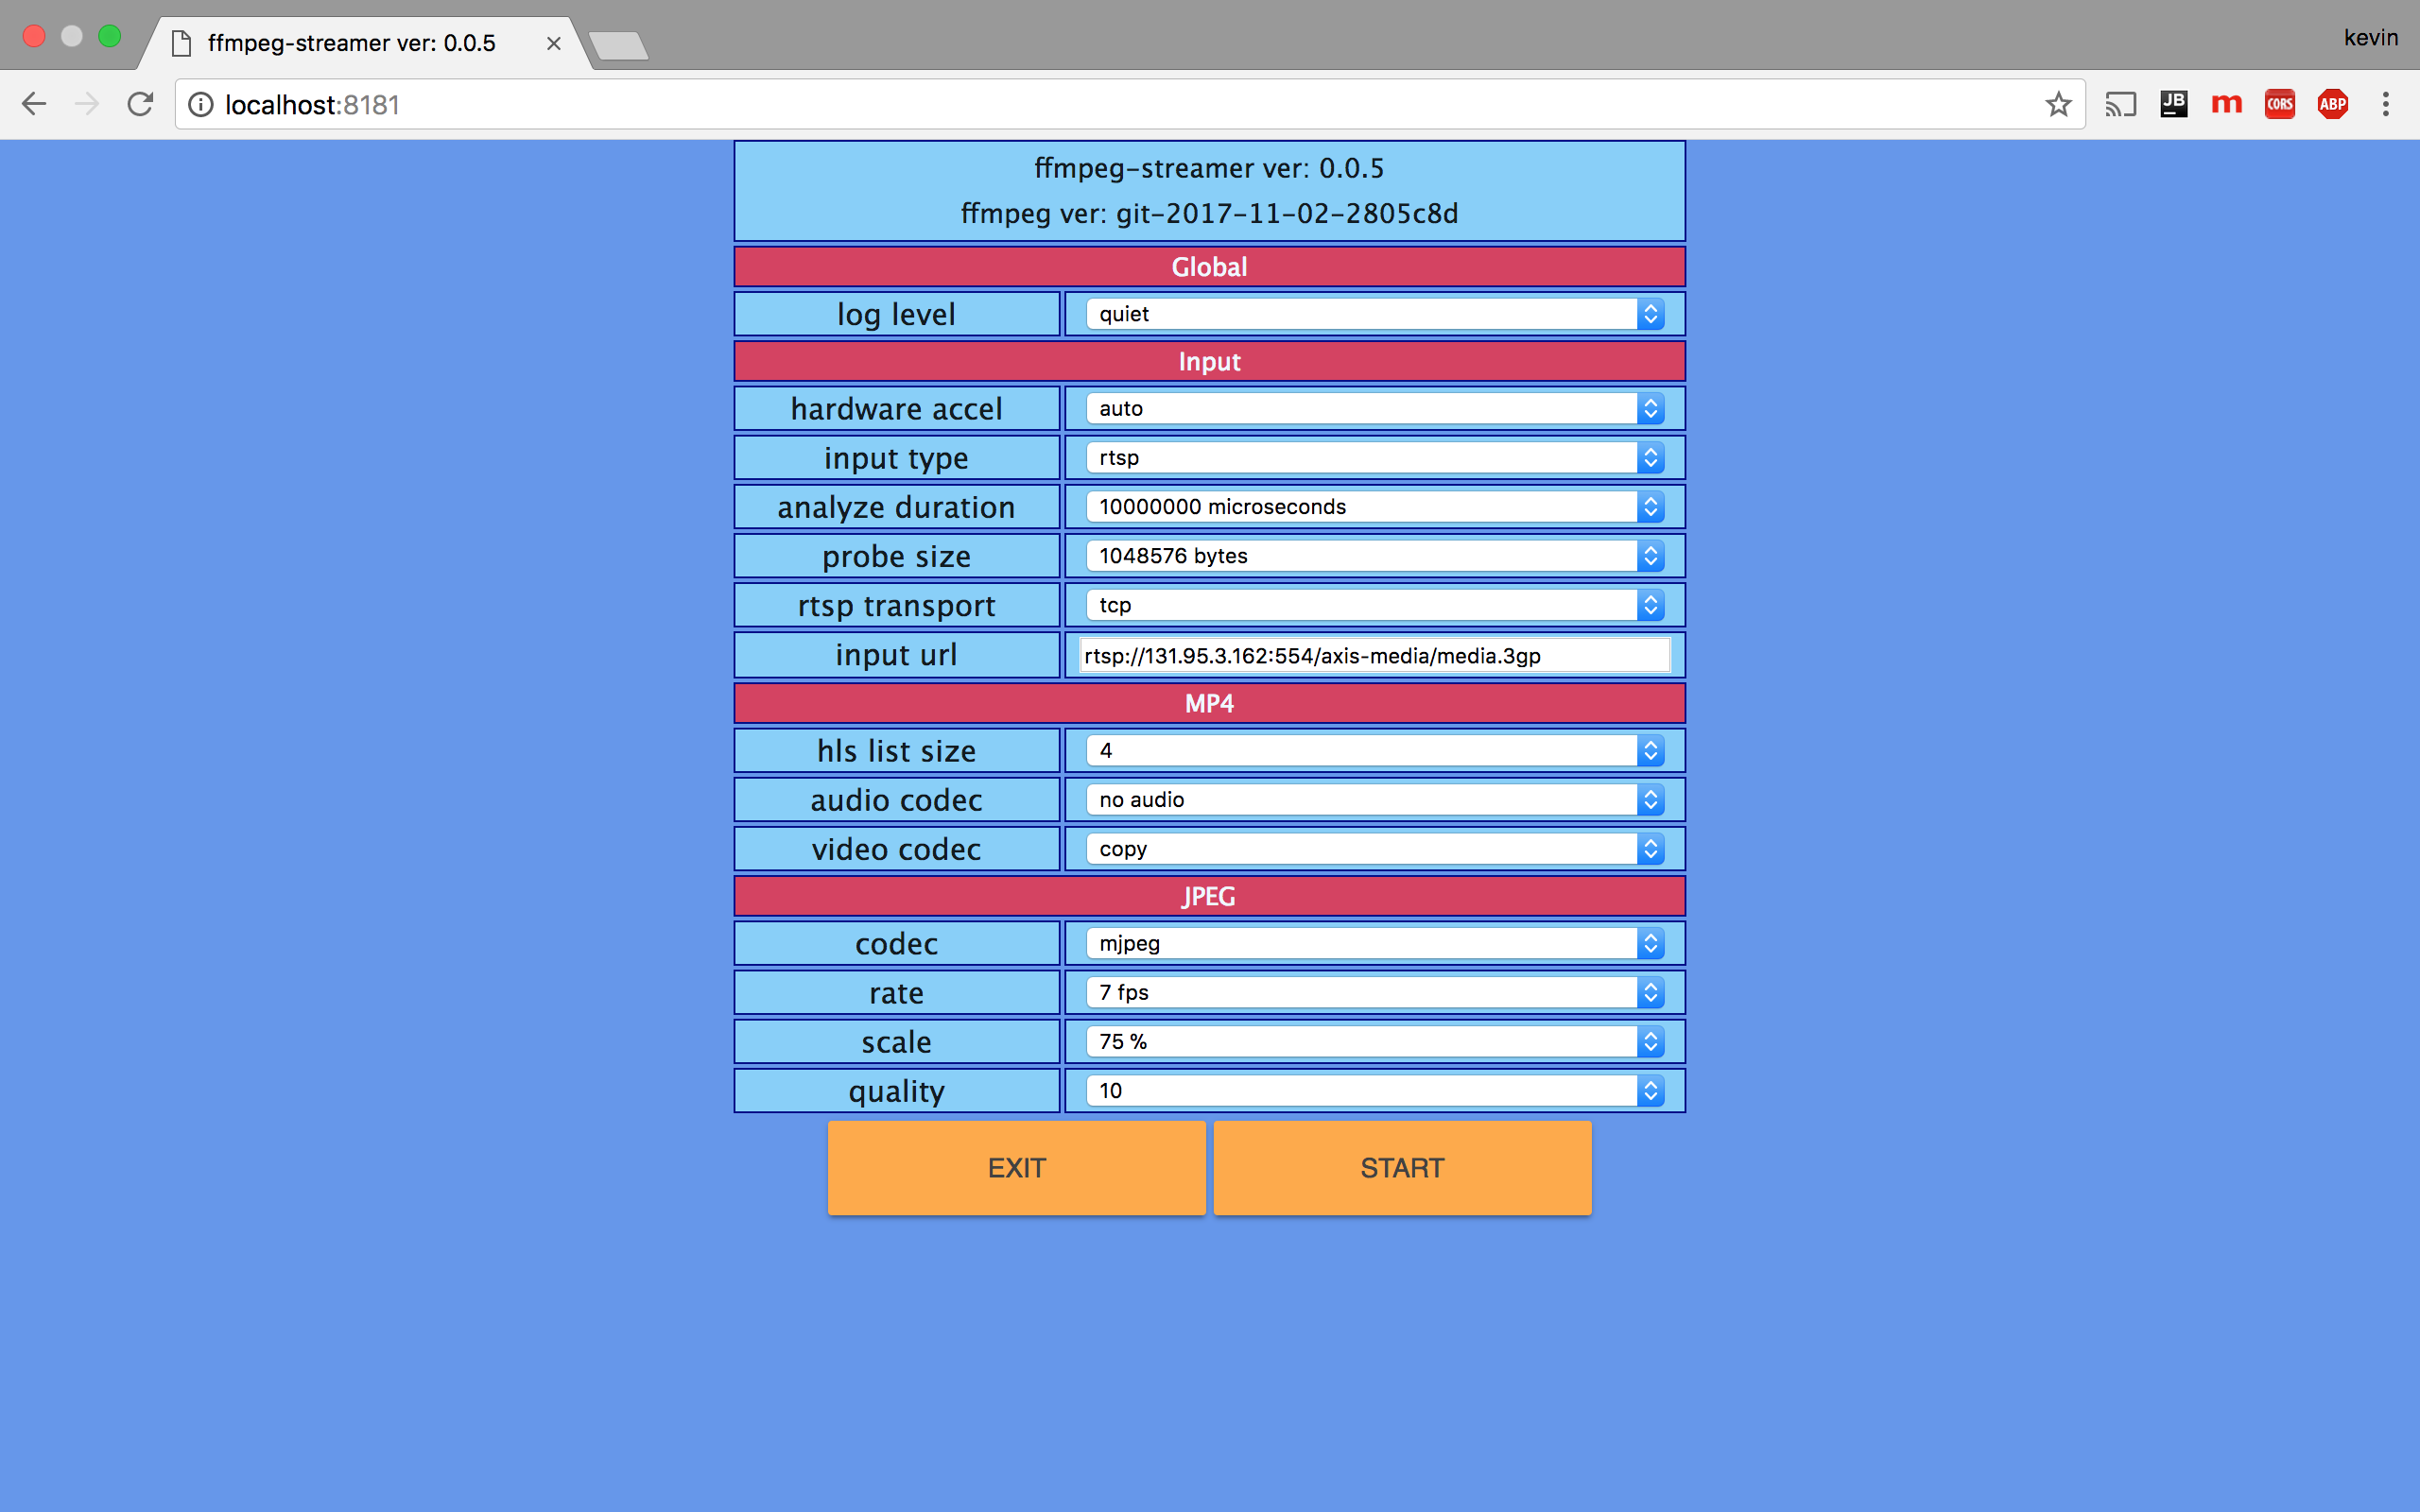 ffmpeg-streamer ver: 0.0.5
kevin
localhost:8181
JB
m
CORS
ABP
ffmpeg-streamer ver: 0.0.5
ffmpeg ver: git-2017-11-02-2805c8d
Global
log level quiet
Input
hardware accel auto
input type rtsp
analyze duration 10000000 microseconds
probe size 1048576 bytes
rtsp transport tcp
input url rtsp://131.95.3.162:554/axis-media/media.3gp
MP4
hls list size 4
audio codec no audio
video codec copy
JPEG
codec mjpeg
rate 7 fps
scale 75 %
quality 10
EXIT START